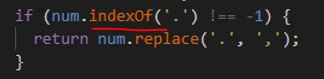 if (num.indexOf('.') !== -1) {
return num.replace('.', ',');
}